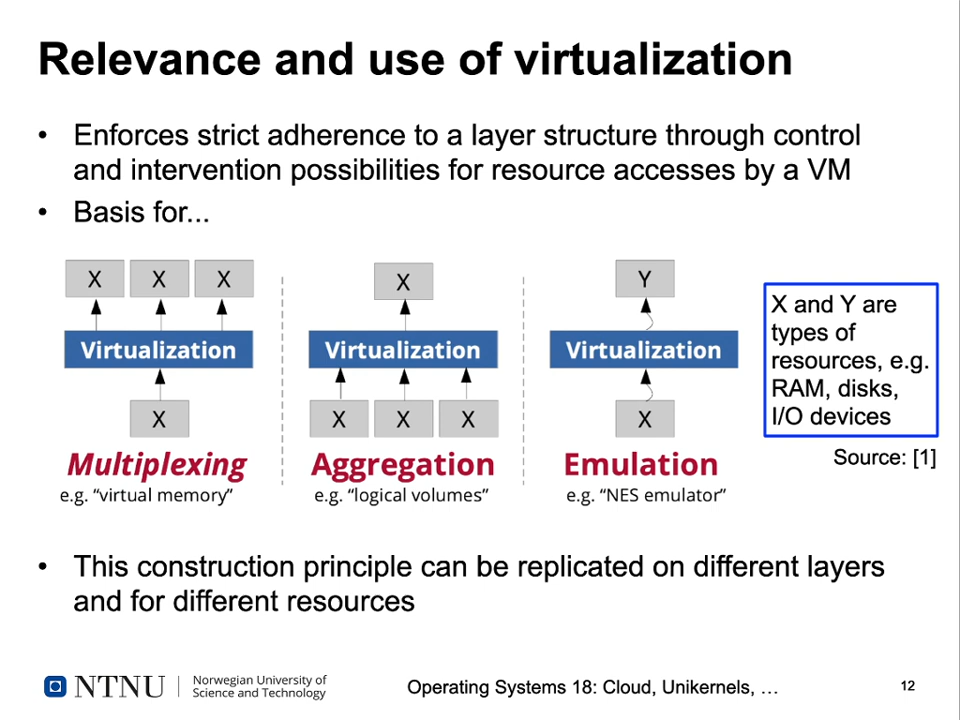 Relevance and use of virtualization
• Enforces strict adherence to a layer structure through control
and intervention possibilities for resource accesses by a VM
• Basis for...
X X X
Virtualization
X
Multiplexing
e.g. “virtual memory”
X
Virtualization
X X X
Aggregation
e.g. “logical volumes”
Y
Virtualization
X
Emulation
e.g. “NES emulator”
X and Y are
types of
resources, e.g.
RAM, disks,
I/O devices
Source: [1]
• This construction principle can be replicated on different layers
and for different resources
NTNU
Norwegian University of
Science and Technology
Operating Systems 18: Cloud, Unikernels, …
12